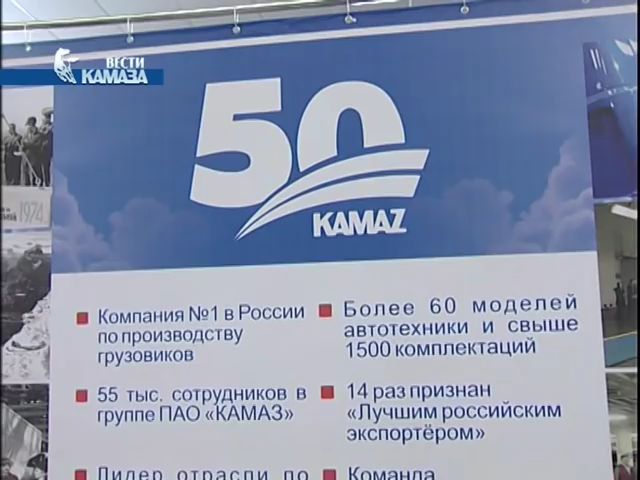 ВЕСТИ
КАМАЗА
50
KAMAZ
1974
Компания №1 в России
по производству
грузовиков
Более 60 моделей
автотехники и свыше
1500 комплектаций
55 тыс. сотрудников в
группе ПАО «КАМАЗ»
14 раз признан
«Лучшим российским
экспортёром»
Лидер отрасли по
Команда